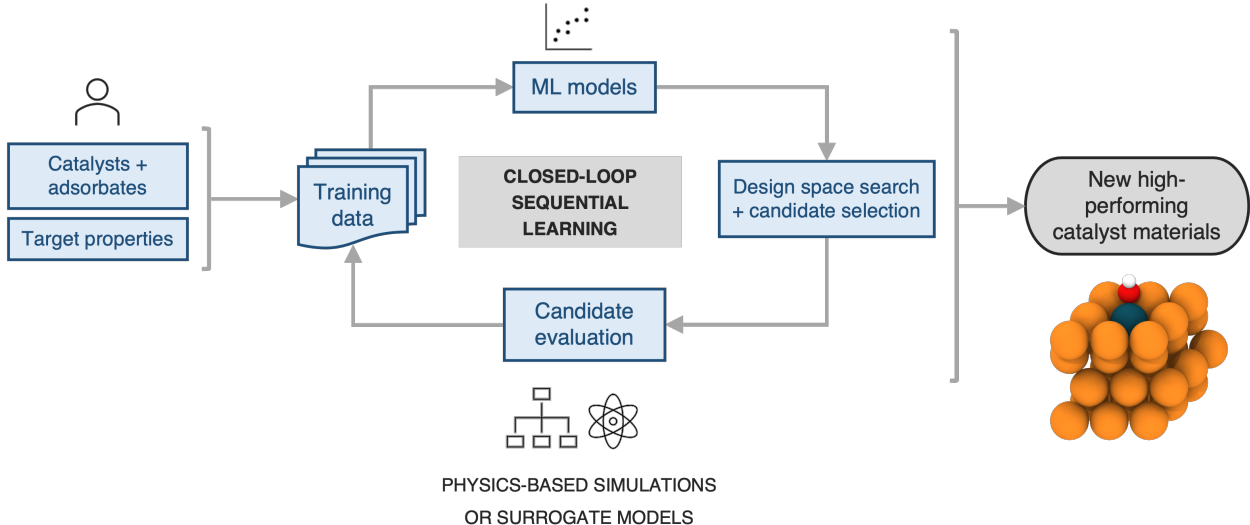 Catalysts +
adsorbates
Target properties
Training
data
ML models
CLOSED-LOOP
SEQUENTIAL
LEARNING
Design space search
+ candidate selection
Candidate
evaluation
PHYSICS-BASED SIMULATIONS
OR SURROGATE MODELS
New high-
performing
catalyst materials